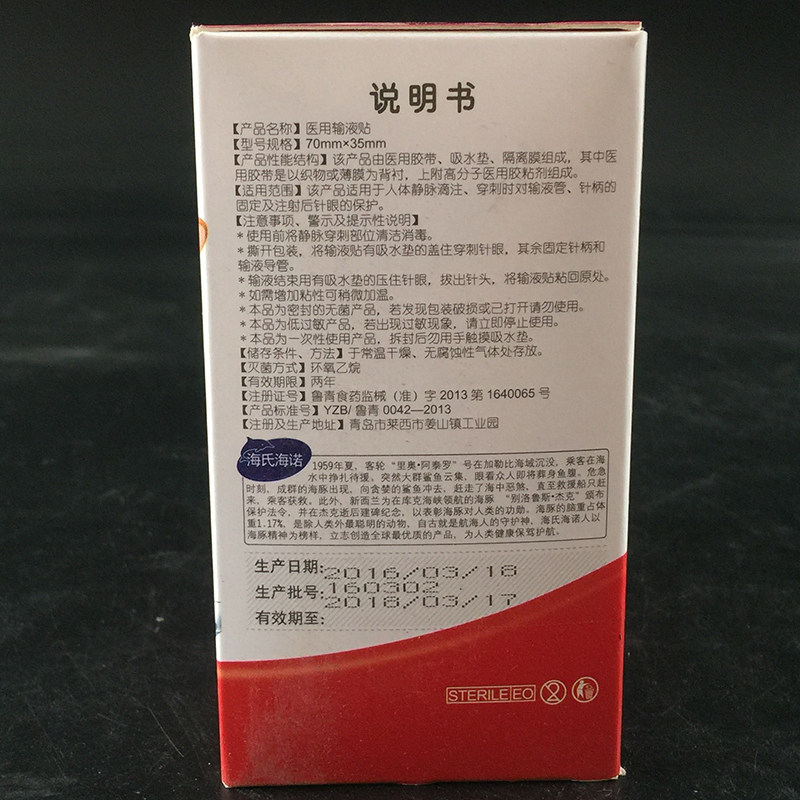 说明书
【产品名称】医用输液贴
【型号规格】70mm×35mm
【产品性能结构】该产品由医用胶带、吸水垫、隔离膜组成，其中医
用胶带是以织物或薄膜为背衬，上附高分子医用胶粘剂组成。
【适用范围】该产品适用于人体静脉滴注、穿刺时对输液管、针柄的
固定及注射后针眼的保护。
【注意事项、警示及提示性说明】
*使用前将静脉穿刺部位清洁消毒。
*撕开包装，将输液贴有吸水垫的盖住穿刺针眼，其余固定针柄和
输液导管。
*输液结束用有吸水垫的压住针眼，拔出针头，将输液贴粘回原处。
*如需增加粘性可稍微加温。
*本品为密封的无菌产品，若发现包装破损或已打开请勿使用。
*本品为低过敏产品，若出现过敏现象，请立即停止使用。
*本品为一次性使用产品，拆封后勿用手触摸吸水垫。
【储存条件、方法】于常温干燥、无腐蚀性气体处存放。
【灭菌方式】环氧乙烷
【有效期限】两年
【注册证号】鲁青食药监械（准）字 2013 第 1640065 号
【产品标准号】YZB/ 鲁青 0042—2013
【注册及生产地址】青岛市莱西市姜山镇工业园
海氏海诺
1959年夏，客轮“里奥·阿泰罗”号在加勒比海域沉没，乘客在海
水中挣扎待援。突然大群鲨鱼云集，眼看众人即将葬身鱼腹。危急
时刻，成群的海豚出现，向贪婪的鲨鱼冲去，赶走了海中恶煞，直至救援船只赶
来，乘客获救。此外，新西兰为在库克海峡领航的海豚“别洛鲁斯·杰克”颁布
保护法令，并在杰克逝后建碑纪念，以表彰海豚对人类的功勋。海豚的脑重占体
重1.17%，是除人类外最聪明的动物，自古就是航海人的守护神，海氏海诺人以
海豚精神为榜样，立志创造全球最优质的产品，为人类健康保驾护航。
生产日期：2016/03/18
生产批号：160302
有效期至：2018/03/17
STERILE EO
2